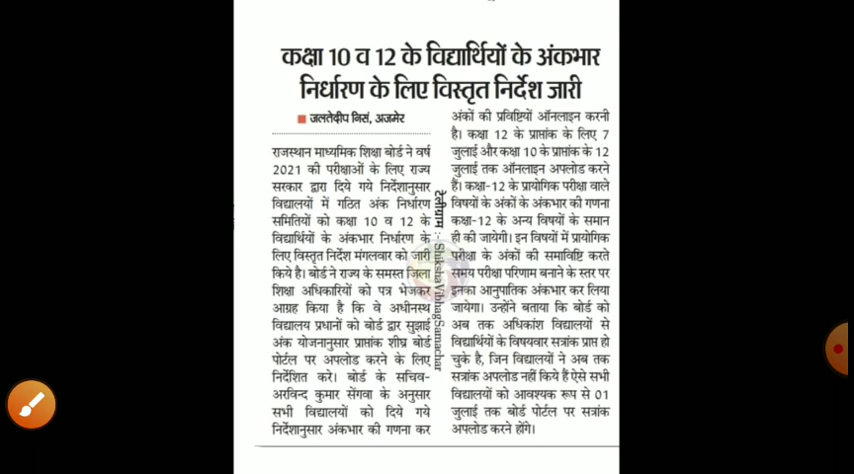 कक्षा 10 व 12 के विद्यार्थियों के अंकभार
निर्धारण के लिए विस्तृत निर्देश जारी
जलतेदीप निसं, अजमेर
राजस्थान माध्यमिक शिक्षा बोर्ड ने वर्ष
2021 की परीक्षाओं के लिए राज्य
सरकार द्वारा दिये गये निर्देशानुसार
विद्यालयों में गठित अंक निर्धारण
समितियों को कक्षा 10 व 12 के
विद्यार्थियों के अंकभार निर्धारण के
लिए विस्तृत निर्देश मंगलवार को जारी
किये है। बोर्ड ने राज्य के समस्त जिला
शिक्षा अधिकारियों को पत्र भेजकर
आग्रह किया है कि वे अधीनस्थ
विद्यालय प्रधानों को बोर्ड द्वार सुझाई
अंक योजनानुसार प्राप्तांक शीघ्र बोर्ड
पोर्टल पर अपलोड करने के लिए
निर्देशित करे। बोर्ड के सचिव-
अरविन्द कुमार सेंगवा के अनुसार
सभी विद्यालयों को दिये गये
निर्देशानुसार अंकभार की गणना कर
अंकों की प्रविष्टियों ऑनलाइन करनी
है। कक्षा 12 के प्राप्तांक के लिए 7
जुलाई और कक्षा 10 के प्राप्तांक के 12
जुलाई तक ऑनलाइन अपलोड करने
हैं। कक्षा-12 के प्रायोगिक परीक्षा वाले
विषयों के अंकों के अंकभार की गणना
कक्षा-12 के अन्य विषयों के समान
ही की जायेगी। इन विषयों में प्रायोगिक
परीक्षा के अंकों की समाविष्टि करते
समय परीक्षा परिणाम बनाने के स्तर पर
इनका आनुपातिक अंकभार कर लिया
जायेगा। उन्होंने बताया कि बोर्ड को
अब तक अधिकांश विद्यालयों से
विद्यार्थियों के विषयवार सत्रांक प्राप्त हो
चुके है, जिन विद्यालयों ने अब तक
सत्रांक अपलोड नहीं किये हैं ऐसे सभी
विद्यालयों को आवश्यक रूप से 01
जुलाई तक बोर्ड पोर्टल पर सत्रांक
अपलोड करने होंगे।
टेलीग्राम :- ShikshaVibhagSamachar